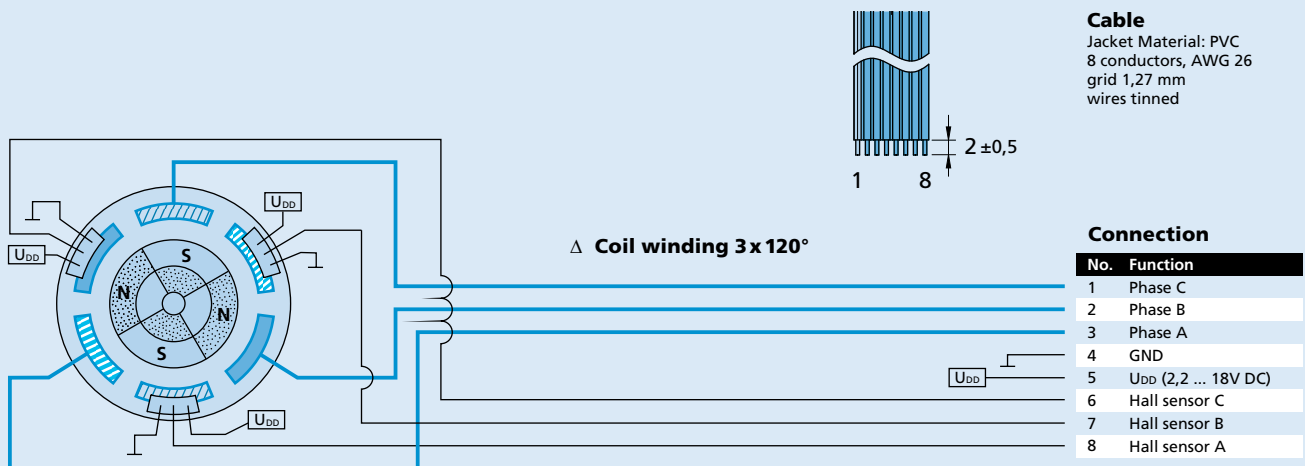 Cable
Jacket Material: PVC
8 conductors, AWG 26
grid 1,27 mm
wires tinned
2 ±0,5
1 8
UDD
UDD
Δ Coil winding 3 x 120°
S
N
N
S
UDD
UDD
Connection
No. Function
1 Phase C
2 Phase B
3 Phase A
4 GND
5 UDD (2,2 ... 18V DC)
6 Hall sensor C
7 Hall sensor B
8 Hall sensor A